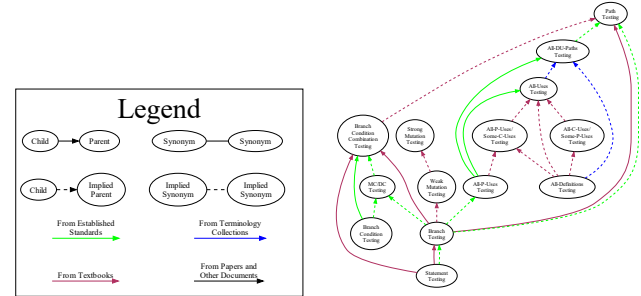 Legend
Child
Parent
Synonym
Synonym
Child
Implied
Parent
Implied
Synonym
Implied
Synonym
From Established
Standards
From Terminology
Collections
From Textbooks
From Papers and
Other Documents
Path
Testing
All-DU-Paths
Testing
All-Uses
Testing
Branch
Condition
Combination
Testing
Strong
Mutation
Testing
All-P-Uses/
Some-C-Uses
Testing
All-C-Uses/
Some-P-Uses
Testing
MC/DC
Testing
Weak
Mutation
Testing
All-P-Uses
Testing
All-Definitions
Testing
Branch
Condition
Testing
Branch
Testing
Statement
Testing